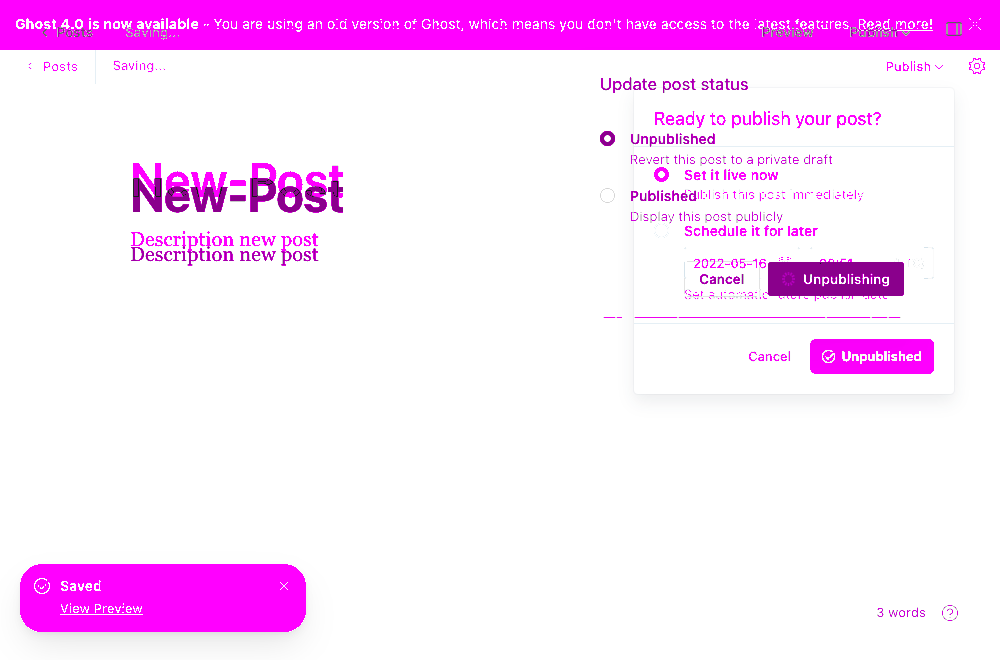 Ghost 4.0 is now available - You are using an old version of Ghost, which means you don't have access to the latest features. Read more!
Posts Saving... Preview Publish
Posts Saving... Publish
Update post status
Ready to publish your post?
Unpublished
Revert this post to a private draft
Set it live now
Published
Publish this post immediately
Display this post publicly
Schedule it for later
New-Post
New-Post
Description new post
Description new post
2022-05-16
Cancel Unpublishing
Cancel Unpublished
Saved
View Preview
3 words